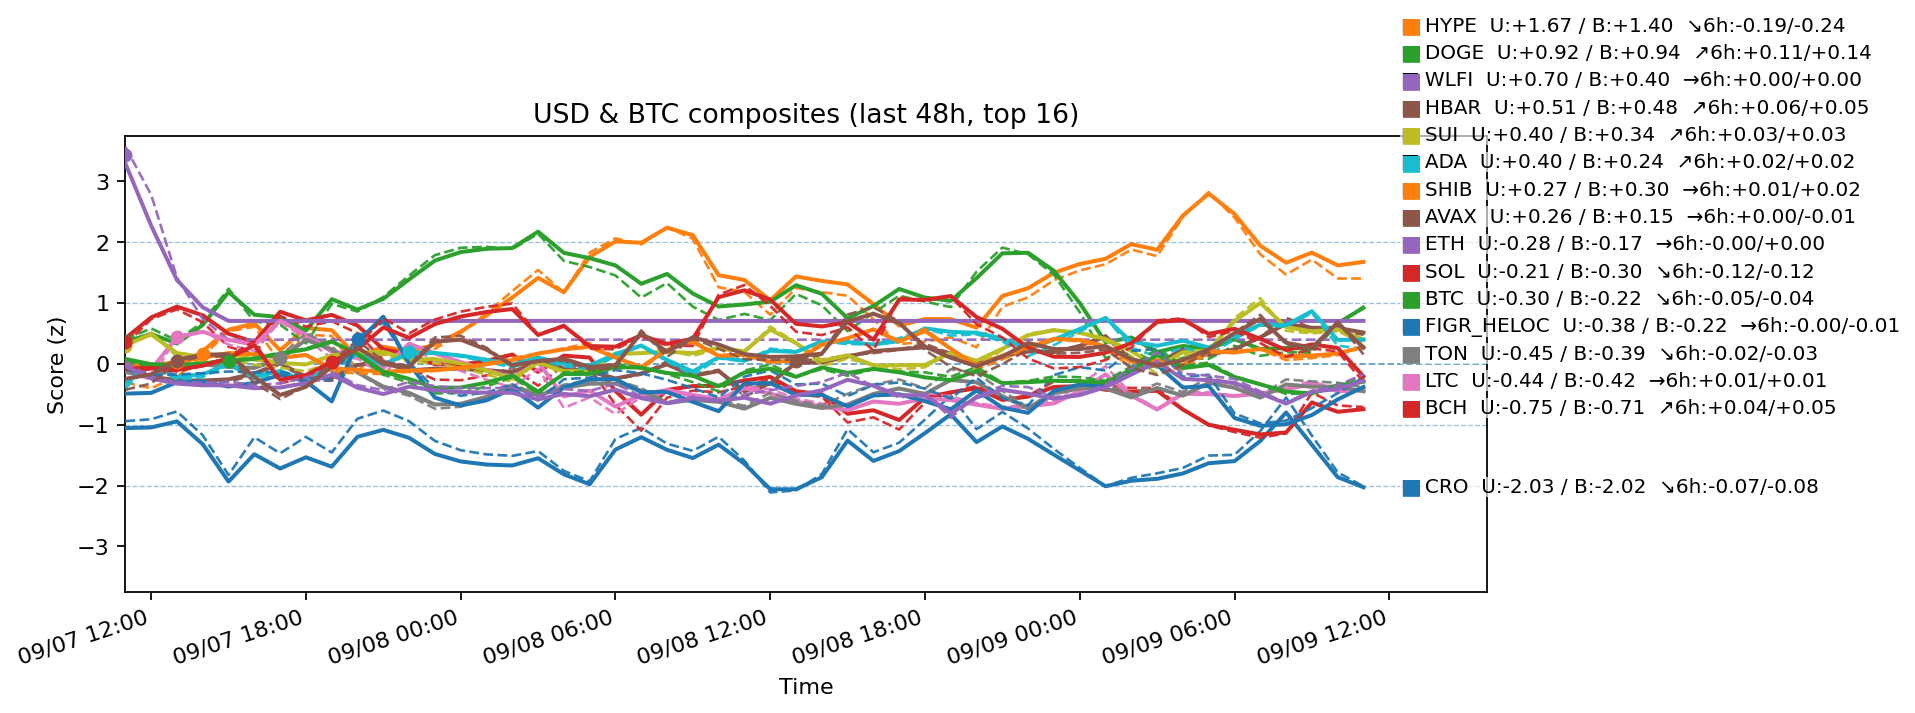 HYPE U:+1.67 / B:+1.40 ↘6h:-0.19/-0.24
DOGE U:+0.92 / B:+0.94 ↗6h:+0.11/+0.14
WLFI U:+0.70 / B:+0.40 →6h:+0.00/+0.00
HBAR U:+0.51 / B:+0.48 ↗6h:+0.06/+0.05
SUI U:+0.40 / B:+0.34 ↗6h:+0.03/+0.03
ADA U:+0.40 / B:+0.24 ↗6h:+0.02/+0.02
SHIB U:+0.27 / B:+0.30 →6h:+0.01/+0.02
AVAX U:+0.26 / B:+0.15 →6h:+0.00/-0.01
ETH U:-0.28 / B:-0.17 →6h:-0.00/+0.00
SOL U:-0.21 / B:-0.30 ↘6h:-0.12/-0.12
BTC U:-0.30 / B:-0.22 ↘6h:-0.05/-0.04
FIGR_HELOC U:-0.38 / B:-0.22 →6h:-0.00/-0.01
TON U:-0.45 / B:-0.39 ↘6h:-0.02/-0.03
LTC U:-0.44 / B:-0.42 →6h:+0.01/+0.01
BCH U:-0.75 / B:-0.71 ↗6h:+0.04/+0.05
CRO U:-2.03 / B:-2.02 ↘6h:-0.07/-0.08
USD & BTC composites (last 48h, top 16)
Score (z)
3
2
1
0
−1
−2
−3
09/07 12:00
09/07 18:00
09/08 00:00
09/08 06:00
09/08 12:00
09/08 18:00
09/09 00:00
09/09 06:00
09/09 12:00
Time